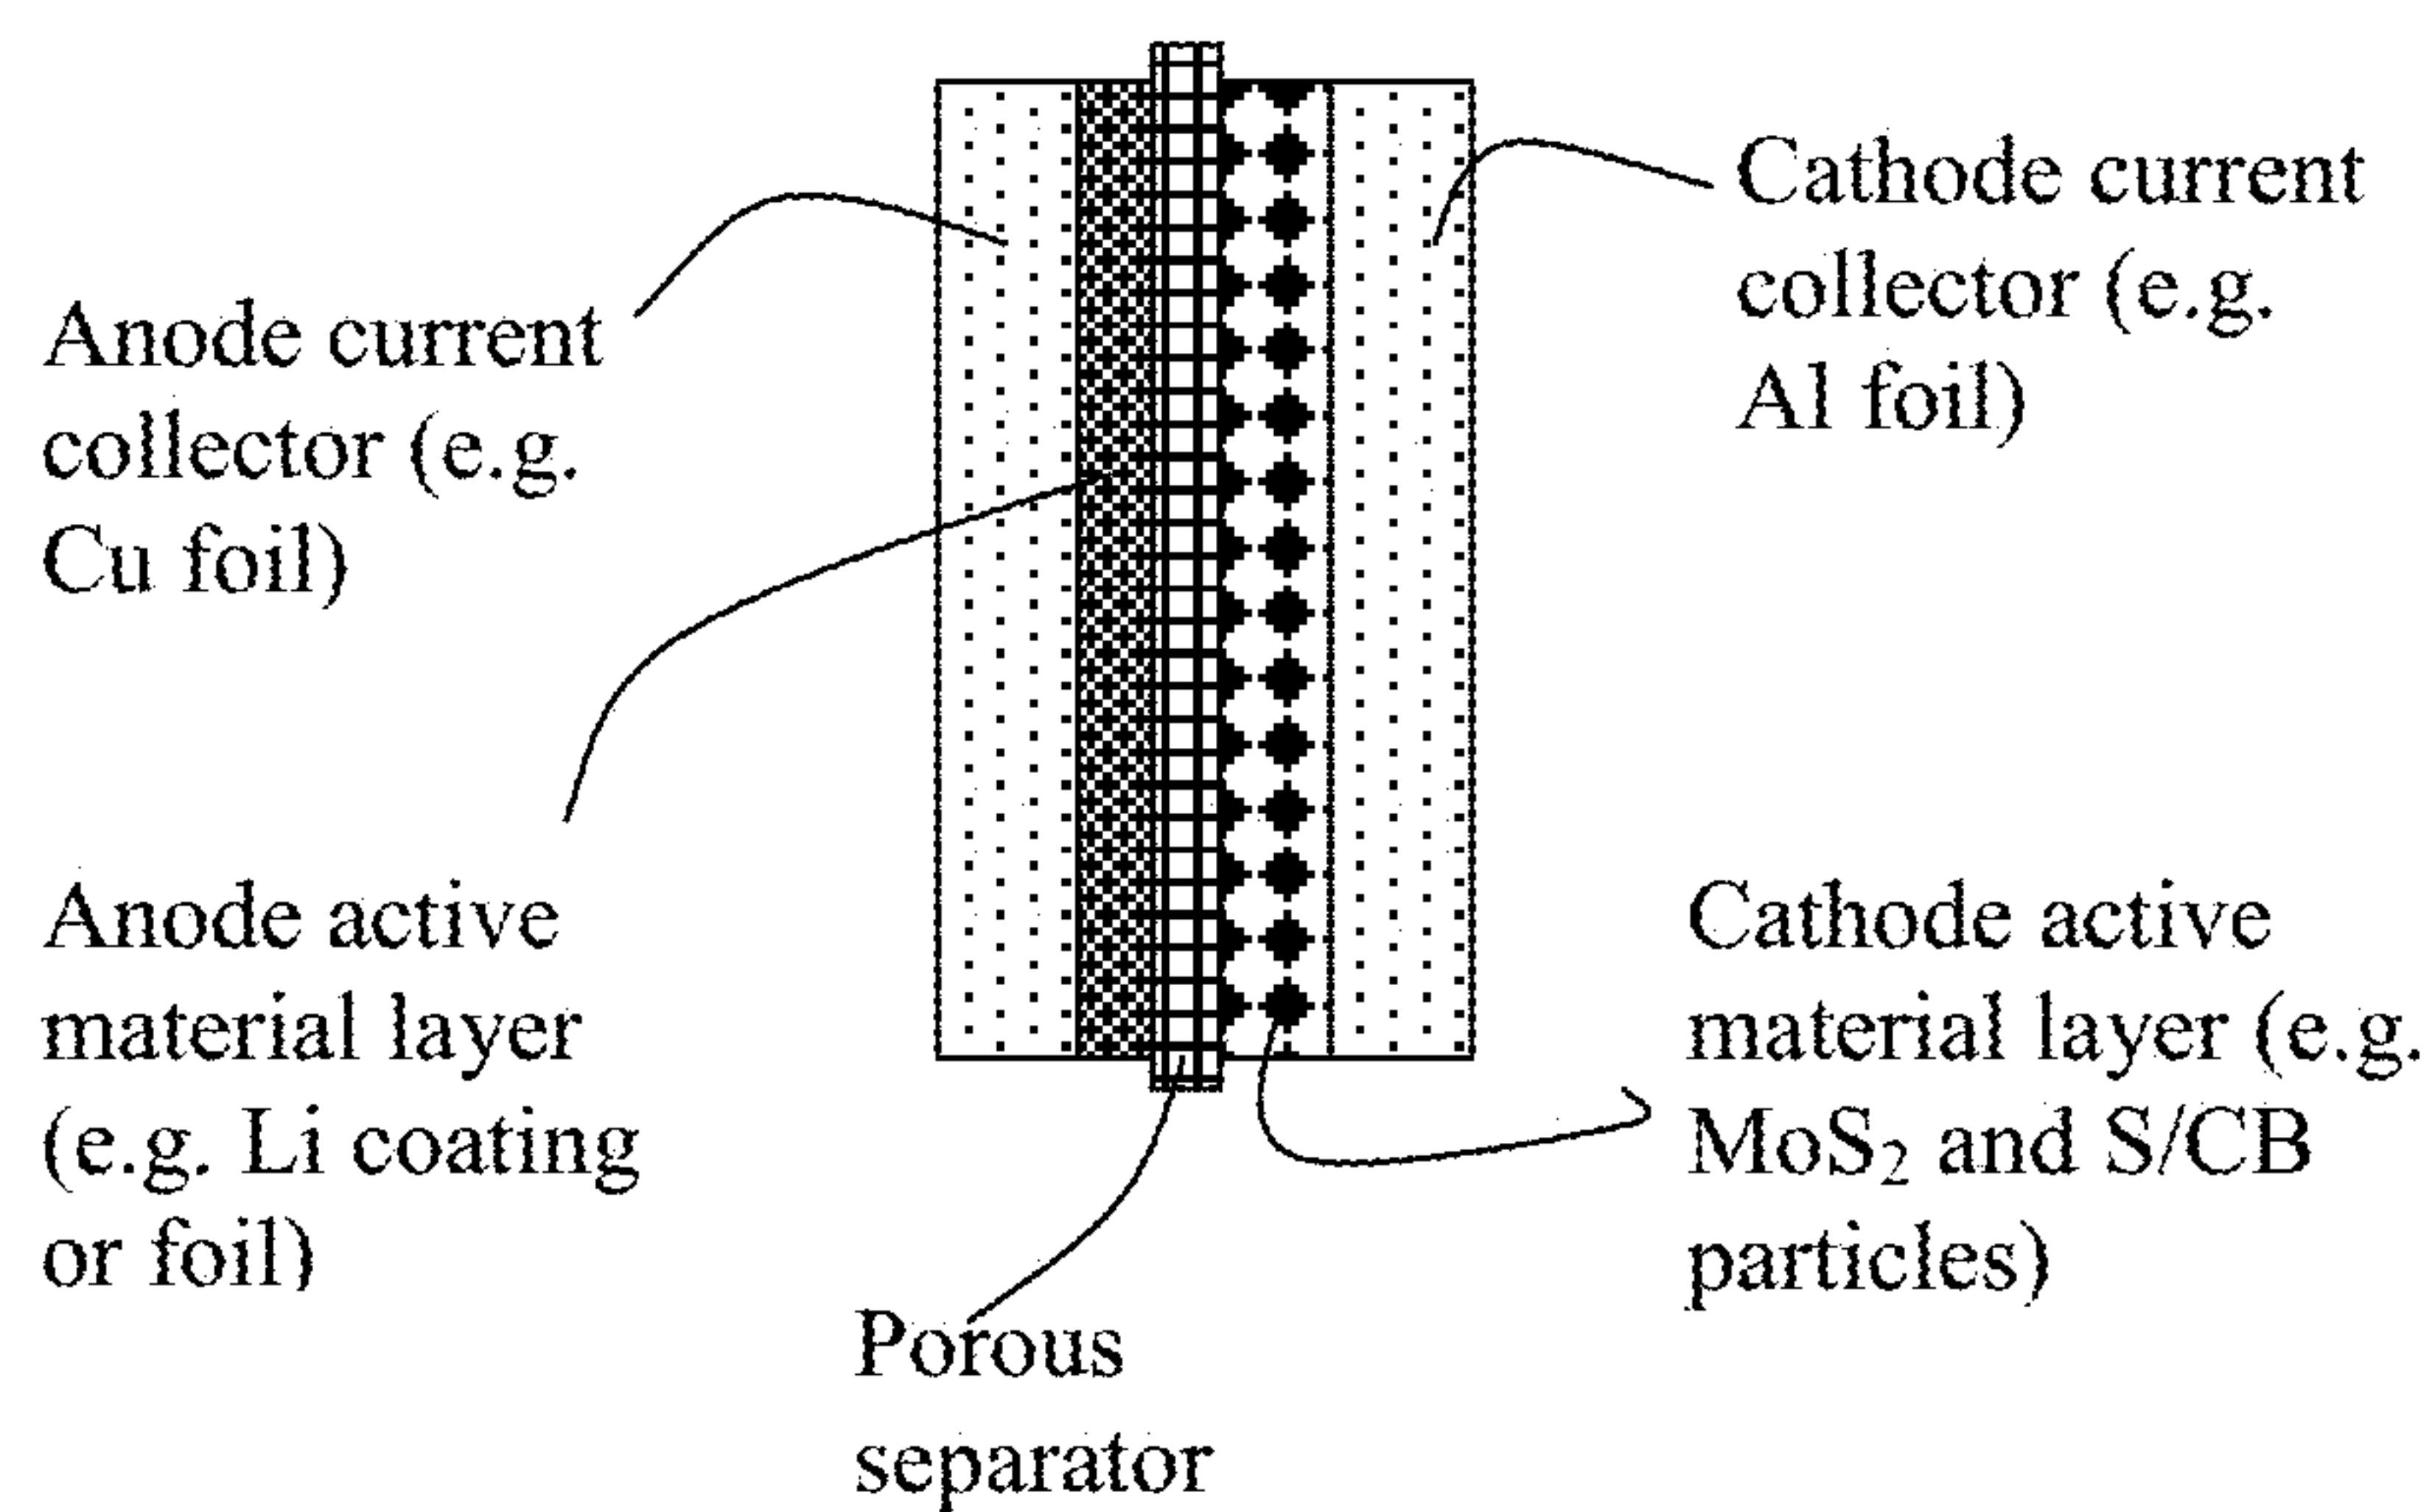 Anode current
collector (e.g.
Cu foil)
Cathode current
collector (e.g.
Al foil)
Anode active
material layer
(e.g. Li coating
or foil)
Cathode active
material layer (e.g.
MoS₂ and S/CB
particles)
Porous
separator